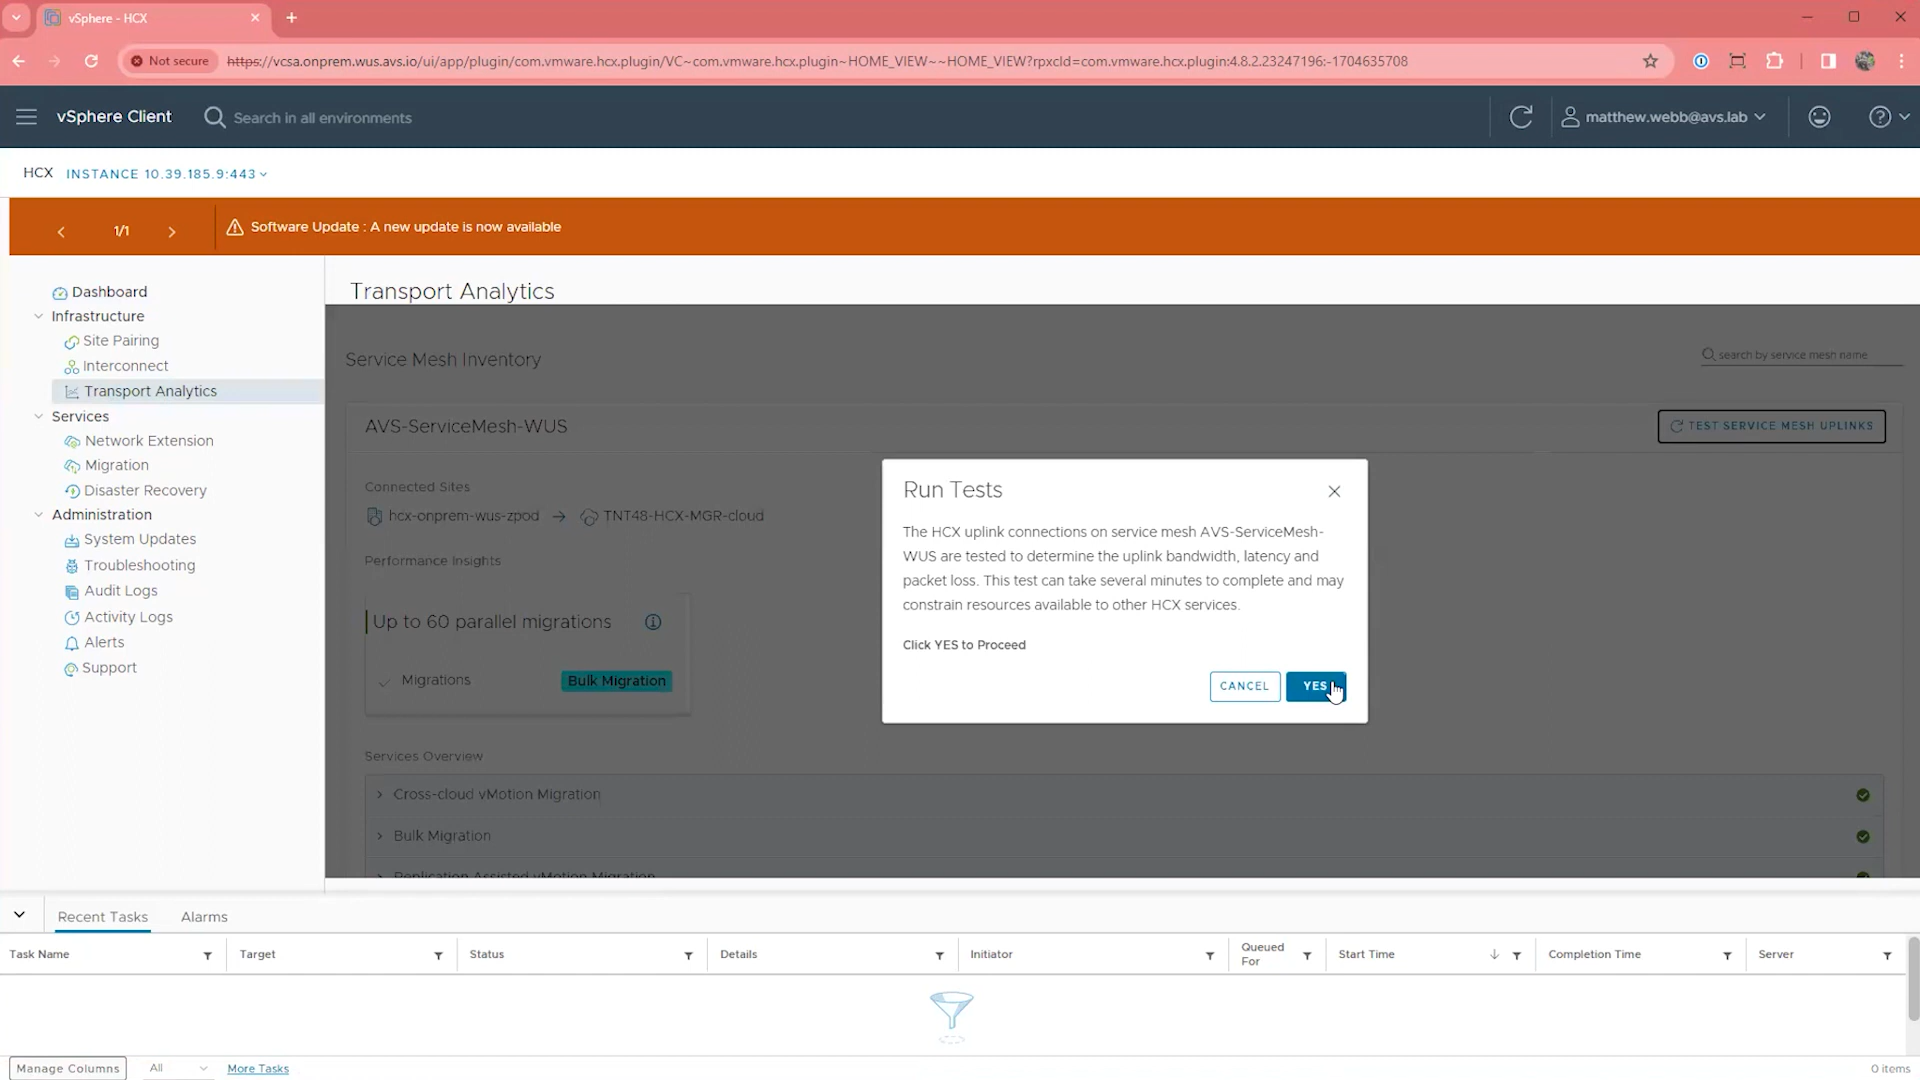 vSphere - HCX
Not secure
https://vcsa.onprem.wus.avs.io/ui/app/plugin/com.vmware.hcx.plugin/VC~com.vmware.hcx.plugin~HOME_VIEW~~HOME_VIEW?rpxcId=com.vmware.hcx.plugin:4.8.2.23247196:-1704635708
vSphere Client
Search in all environments
matthew.webb@avs.lab
HCX
INSTANCE 10.39.185.9:443
1/1
Software Update : A new update is now available
Dashboard
Infrastructure
Site Pairing
Interconnect
Transport Analytics
Services
Network Extension
Migration
Disaster Recovery
Administration
System Updates
Troubleshooting
Audit Logs
Activity Logs
Alerts
Support
Transport Analytics
Service Mesh Inventory
search by service mesh name
AVS-ServiceMesh-WUS
TEST SERVICE MESH UPLINKS
Connected Sites
hcx-onprem-wus-zpod
TNT48-HCX-MGR-cloud
Performance Insights
Up to 60 parallel migrations
Migrations
Bulk Migration
Services Overview
Cross-cloud vMotion Migration
Bulk Migration
Replication Assisted vMotion Migration
Run Tests
The HCX uplink connections on service mesh AVS-ServiceMesh-
WUS are tested to determine the uplink bandwidth, latency and
packet loss. This test can take several minutes to complete and may
constrain resources available to other HCX services.
Click YES to Proceed
CANCEL
YES
Recent Tasks
Alarms
Task Name
Target
Status
Details
Initiator
Queued
For
Start Time
Completion Time
Server
Manage Columns
All
More Tasks
0 items